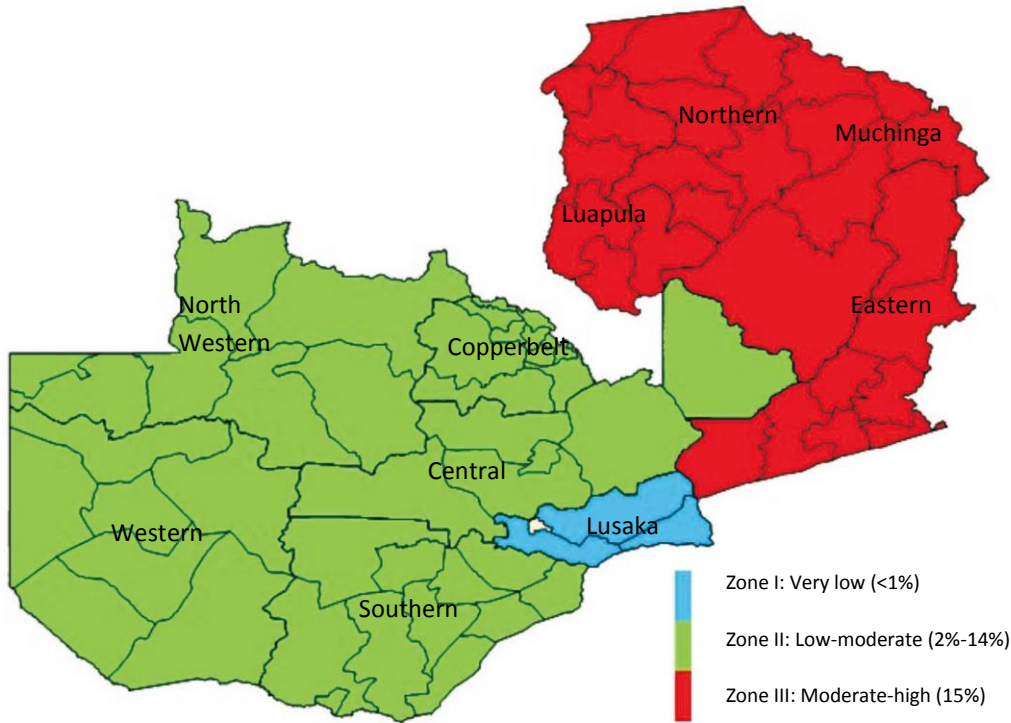 Northern
Muchinga
Luapula
North
Western
Eastern
Copperbelt
Central
Western
Lusaka
Southern
Zone I: Very low (<1%)
Zone II: Low-moderate (2%-14%)
Zone III: Moderate-high (15%)